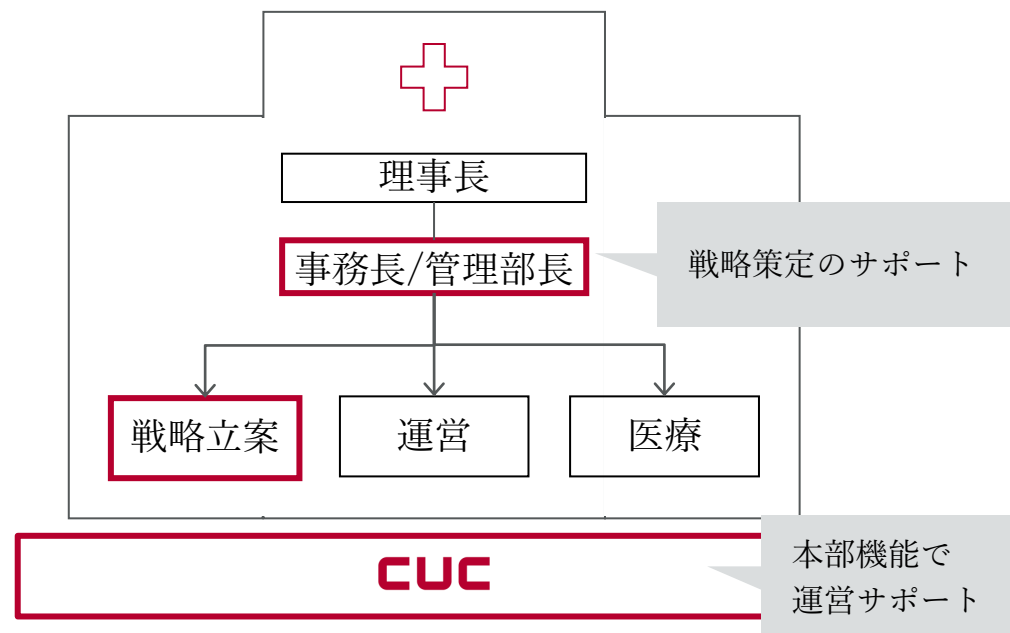 理事長
事務長/管理部長
戦略策定のサポート
戦略立案
運営
医療
CUC
本部機能で
運営サポート